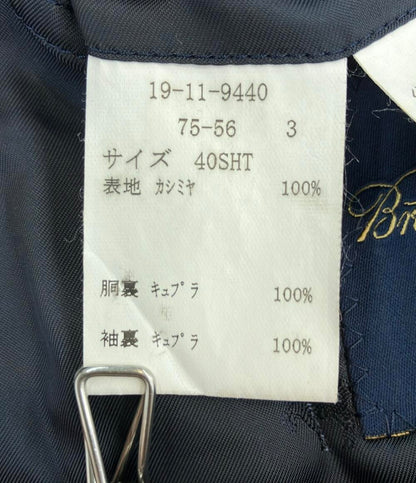 19-11-9440
75-56 3
サイズ 40SHT
表地 カシミヤ 100%
胴裏 キュプラ 100%
袖裏 キュプラ 100%